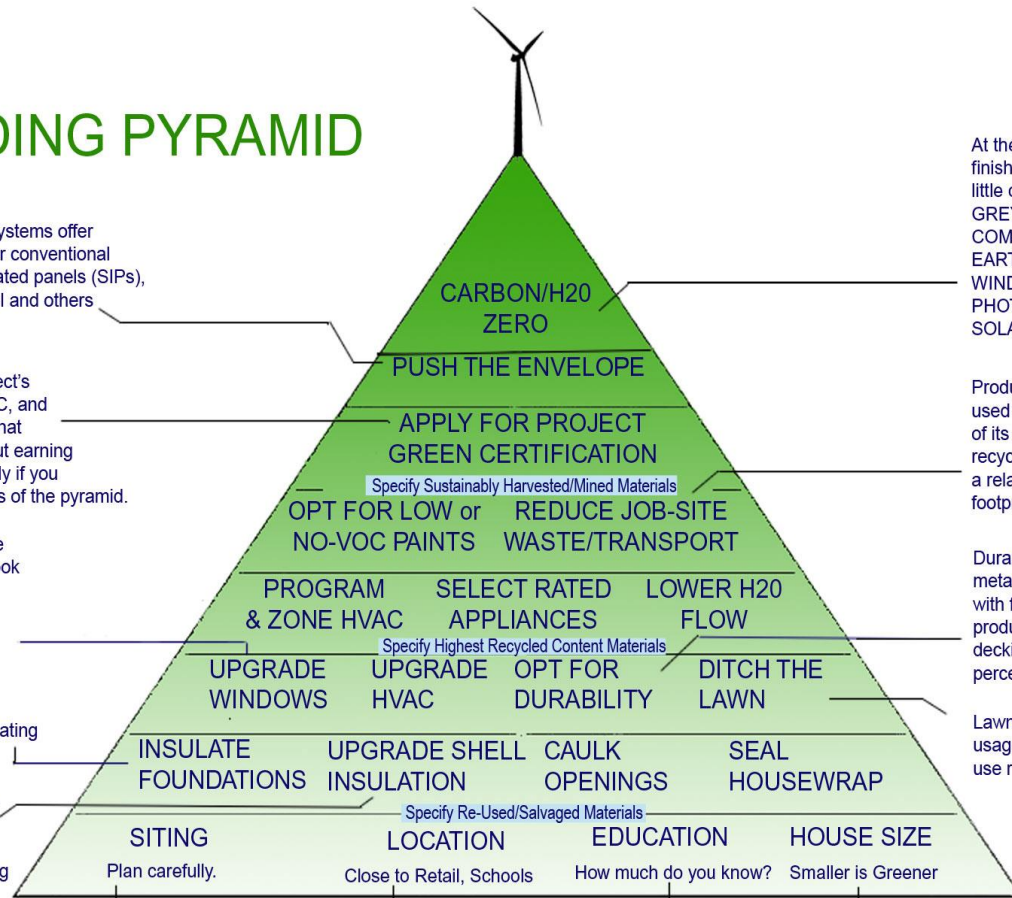 DING PYRAMID
ystems offer
r conventional
ated panels (SIPs),
l and others
ect's
C, and
hat
ut earning
ly if you
s of the pyramid.
e
ok
ating
g
CARBON/H20
ZERO
PUSH THE ENVELOPE
APPLY FOR PROJECT
GREEN CERTIFICATION
Specify Sustainably Harvested/Mined Materials
OPT FOR LOW or
NO-VOC PAINTS
REDUCE JOB-SITE
WASTE/TRANSPORT
PROGRAM
& ZONE HVAC
SELECT RATED
APPLIANCES
LOWER H20
FLOW
Specify Highest Recycled Content Materials
UPGRADE
WINDOWS
UPGRADE
HVAC
OPT FOR
DURABILITY
DITCH THE
LAWN
INSULATE
FOUNDATIONS
UPGRADE SHELL
INSULATION
CAULK
OPENINGS
SEAL
HOUSEWRAP
Specify Re-Used/Salvaged Materials
SITING
Plan carefully.
LOCATION
Close to Retail, Schools
EDUCATION
How much do you know?
HOUSE SIZE
Smaller is Greener
At the
finish
little
GREY
COM
EART
WIND
PHOT
SOLA
Produ
used
of its
recyc
a rela
footp
Dura
meta
with f
produ
decki
perce
Lawn
usag
use r